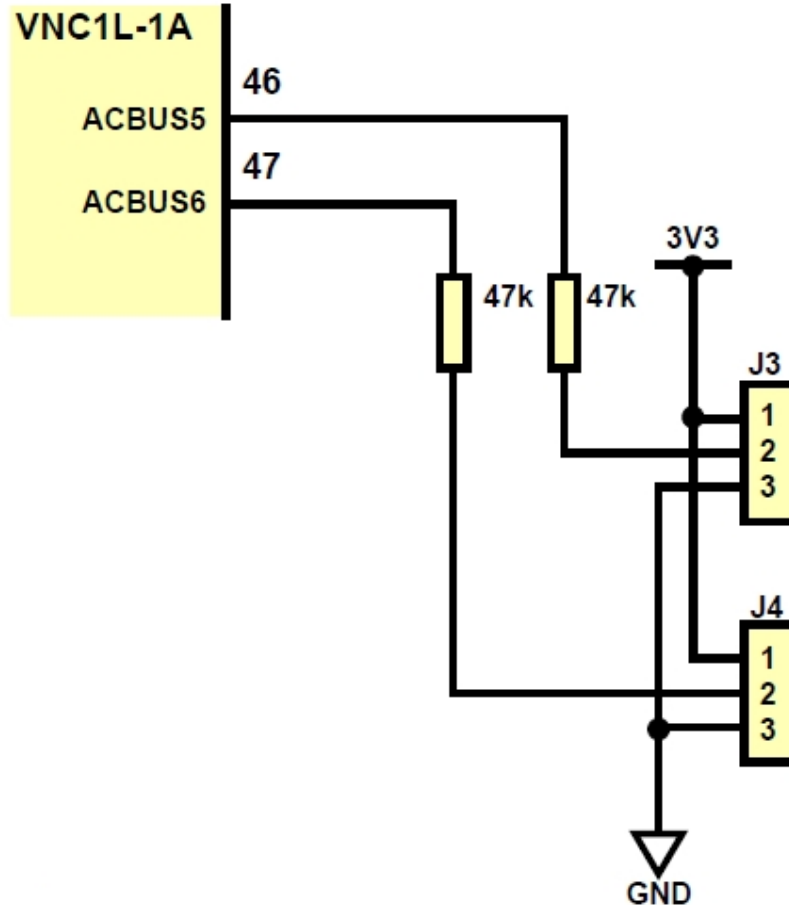 VNC1L-1A
46
ACBUS5
47
ACBUS6
3V3
47k 47k
J3
1
2
3
J4
1
2
3
GND